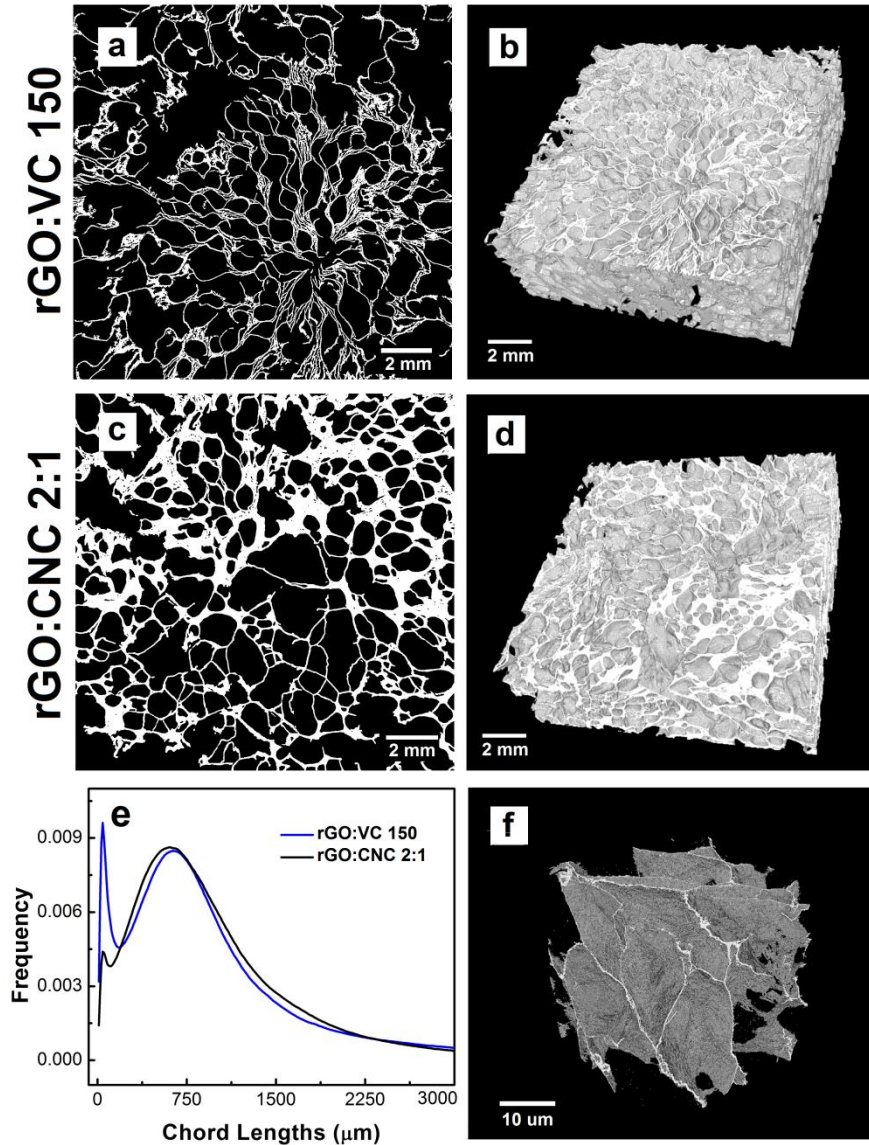 rGO:VC 150
a
2 mm
b
2 mm
rGO:CNC 2:1
c
2 mm
d
2 mm
e
rGO:VC 150
rGO:CNC 2:1
Frequency
0.009
0.006
0.003
0.000
0
750
1500
2250
3000
Chord Lengths (μm)
f
10 um